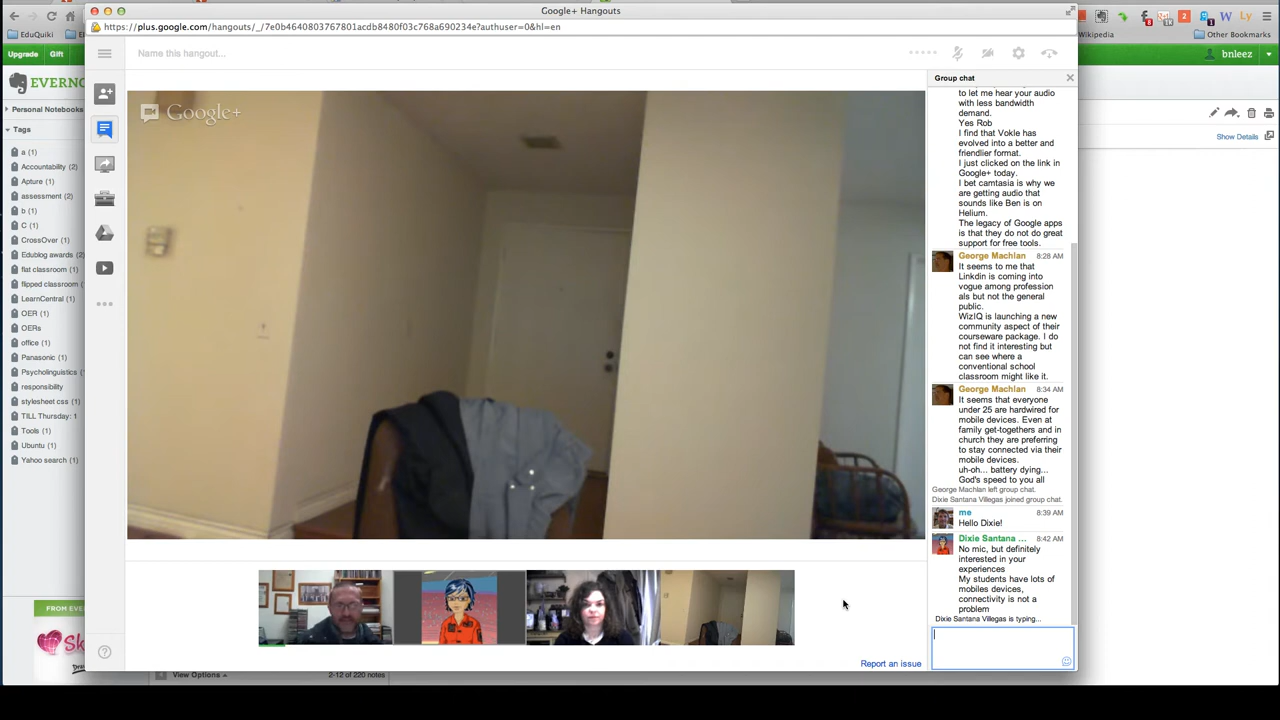 Google+ Hangouts
https://plus.google.com/hangouts/_/7e0b4640803767801acdb8480f03c768a690234e?authuser=0&hl=en
EduQuiki
Wikipedia
Other Bookmarks
Upgrade
Gift
bnleez
Name this hangout...
EVERNO
Personal Notebooks
Tags
a (1)
Accountability (2)
Apture (1)
assessment (2)
b (1)
C (1)
CrossOver (1)
Edublog awards (2)
flat classroom (1)
flipped classroom
LearnCentral (1)
OER (1)
OERs
office (1)
Panasonic (1)
Psycholinguistics
responsibility
stylesheet css (1)
TILL Thursday: 1
Tools (1)
Ubuntu (1)
Yahoo search (1)
FROM EVER
Sk
View Options
2-12 of 220 notes
Google+
Show Details
Group chat
to let me hear your audio
with less bandwidth
demand.
Yes Rob
I find that Vokle has
evolved into a better and
friendlier format.
I just clicked on the link in
Google+ today.
I bet camtasia is why we
are getting audio that
sounds like Ben is on
Helium.
The legacy of Google apps
is that they do not do great
support for free tools.
George Machlan 8:28 AM
It seems to me that
Linkdin is coming into
vogue among profession
als but not the general
public.
WizIQ is launching a new
community aspect of their
courseware package. I do
not find it interesting but
can see where a
conventional school
classroom might like it.
George Machlan 8:34 AM
It seems that everyone
under 25 are hardwired for
mobile devices. Even at
family get-togethers and in
church they are preferring
to stay connected via their
mobile devices.
uh-oh... battery dying...
God's speed to you all
George Machlan left group chat.
Dixie Santana Villegas joined group chat.
me 8:39 AM
Hello Dixie!
Dixie Santana ... 8:42 AM
No mic, but definitely
interested in your
experiences
My students have lots of
mobiles devices,
connectivity is not a
problem
Dixie Santana Villegas is typing...
Report an issue